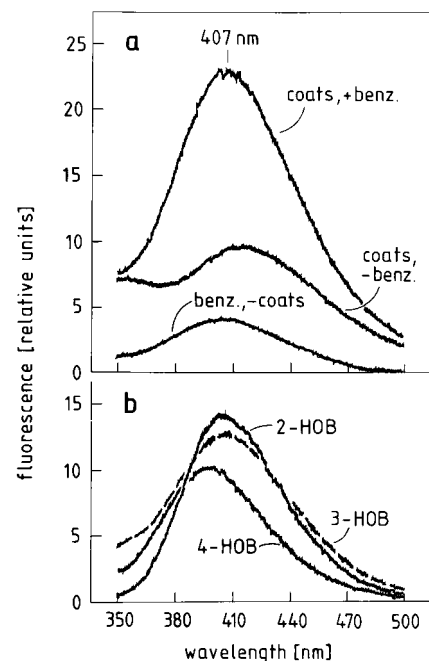 a
407 nm
coats, +benz.
coats,
-benz.
benz.,-coats
25
20
15
10
5
0
fluorescence [relative units]
b
2-HOB
3-HOB
4-HOB
15
10
5
0
350 380 410 440 470 500
wavelength [nm]